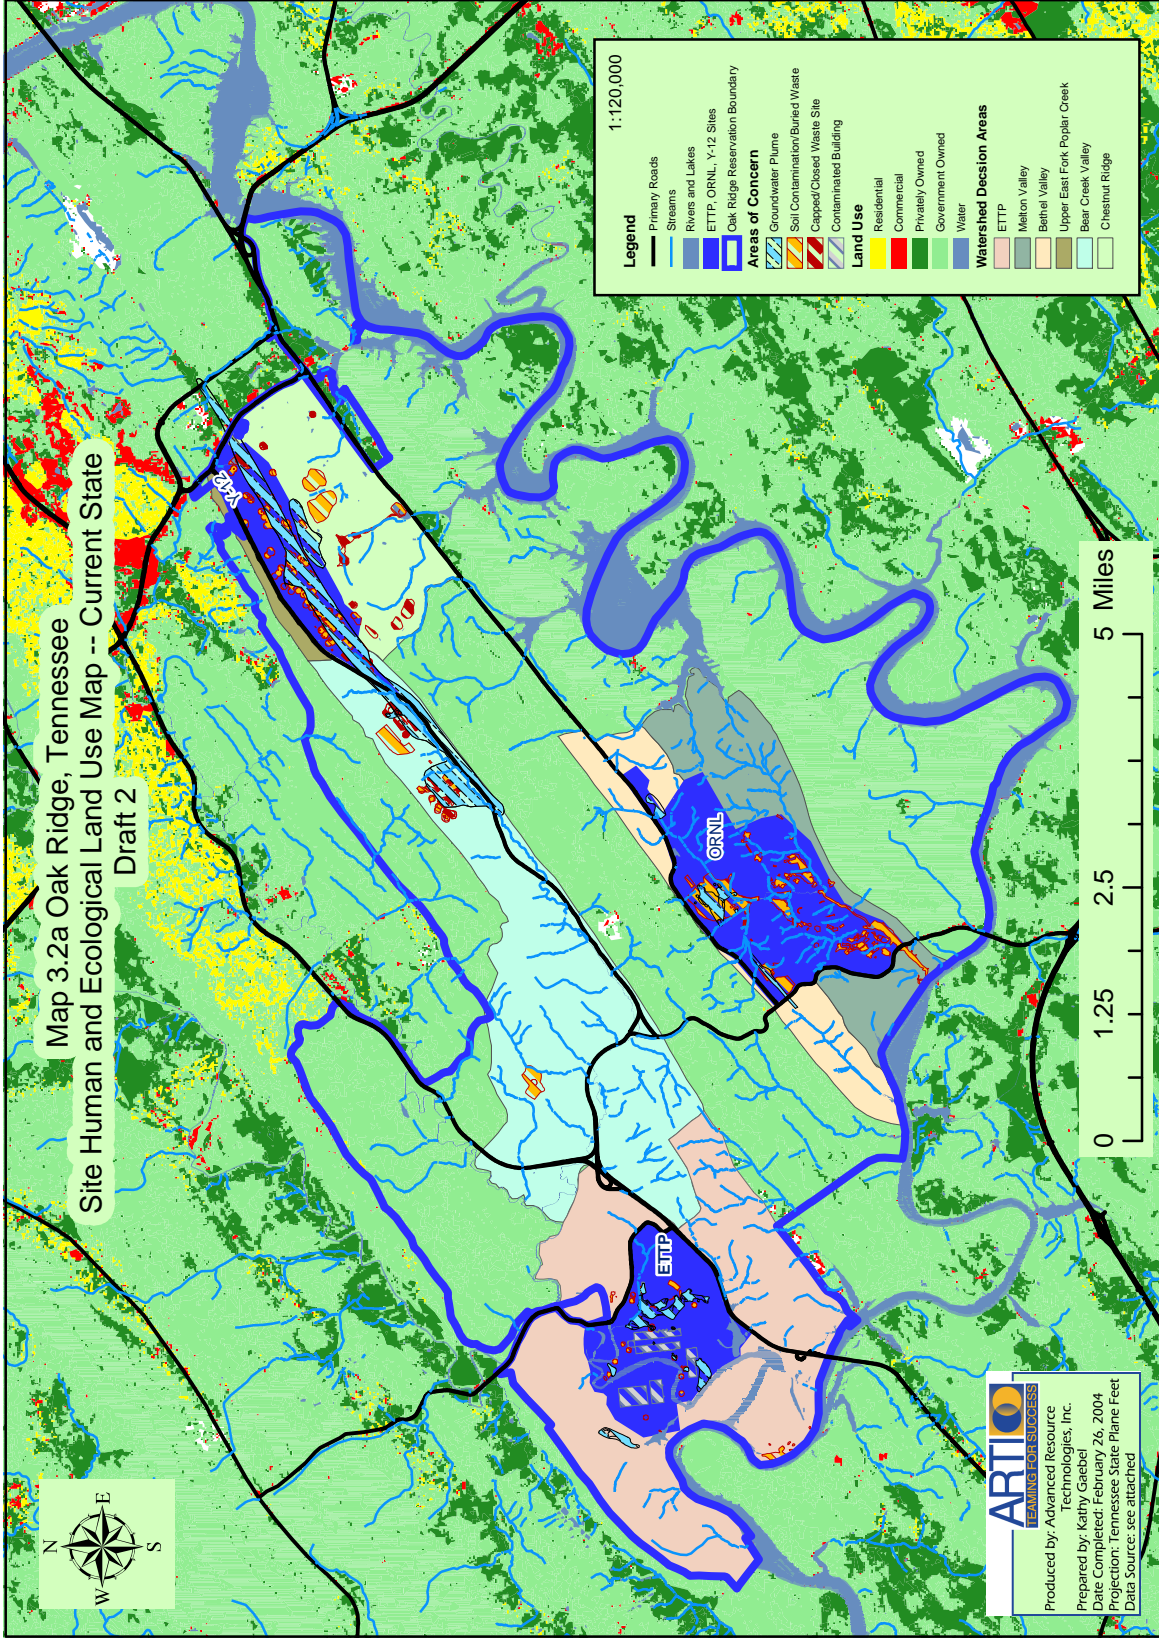 Map 3.2a Oak Ridge, Tennessee
Site Human and Ecological Land Use Map -- Current State
Draft 2
N
W E
S
Y-12
ORNL
ETTP
1:120,000
Legend
Primary Roads
Streams
Rivers and Lakes
ETTP, ORNL, Y-12 Sites
Oak Ridge Reservation Boundary
Areas of Concern
Groundwater Plume
Soil Contamination/Buried Waste
Capped/Closed Waste Site
Contaminated Building
Land Use
Residential
Commercial
Privately Owned
Government Owned
Water
Watershed Decssion Areas
ETTP
Melton Valley
Bethel Valley
Upper East Fork Poplar Creek
Bear Creek Valley
Chestnut Ridge
0 1.25 2.5 5 Miles
ARTI
TEAMING FOR SUCCESS
Produced by: Advanced Resource
Technologies, Inc.
Prepared by: Kathy Gaebel
Date Completed: February 26, 2004
Projection: Tennessee State Plane Feet
Data Source: see attached